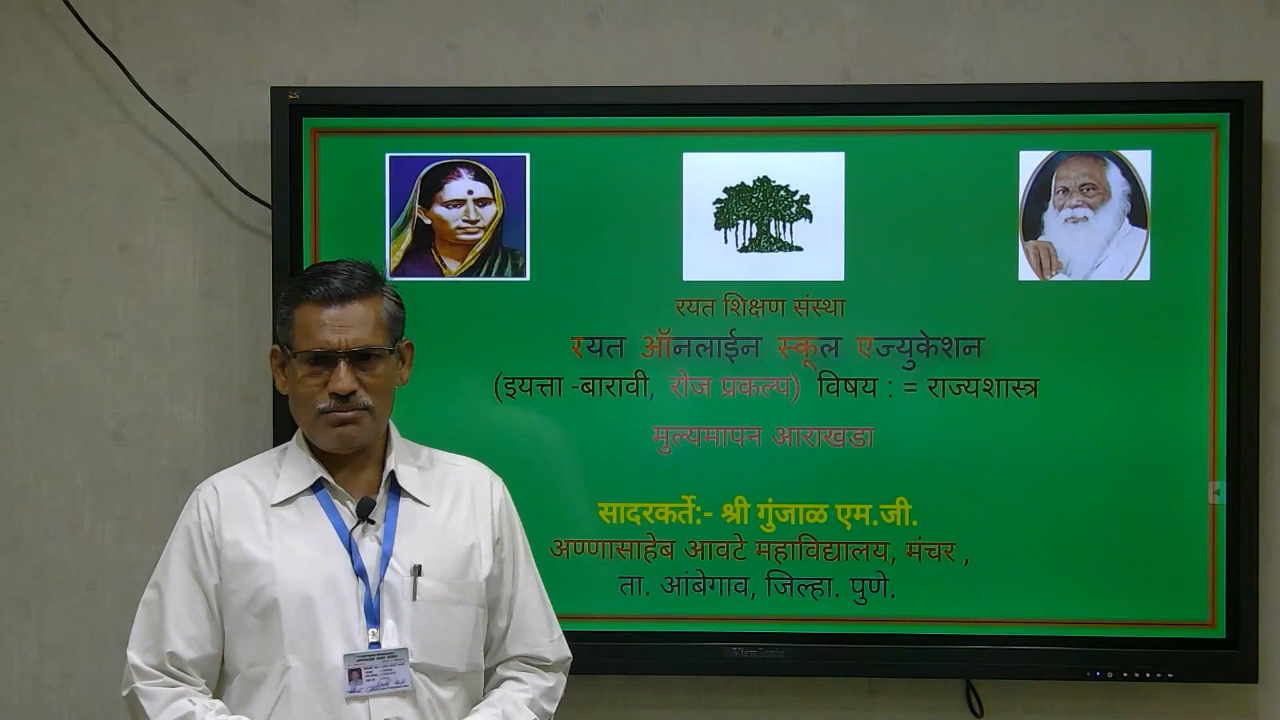 रयत शिक्षण संस्था
रयत ऑनलाईन स्कूल एज्युकेशन
(इयत्ता -बारावी, रोज प्रकल्प) विषय : = राज्यशास्त्र
मुल्यमापन आराखडा
सादरकर्ते:- श्री गुंजाळ एम.जी.
अण्णासाहेब आवटे महाविद्यालय, मंचर ,
ता. आंबेगाव, जिल्हा. पुणे.
ViewSonic